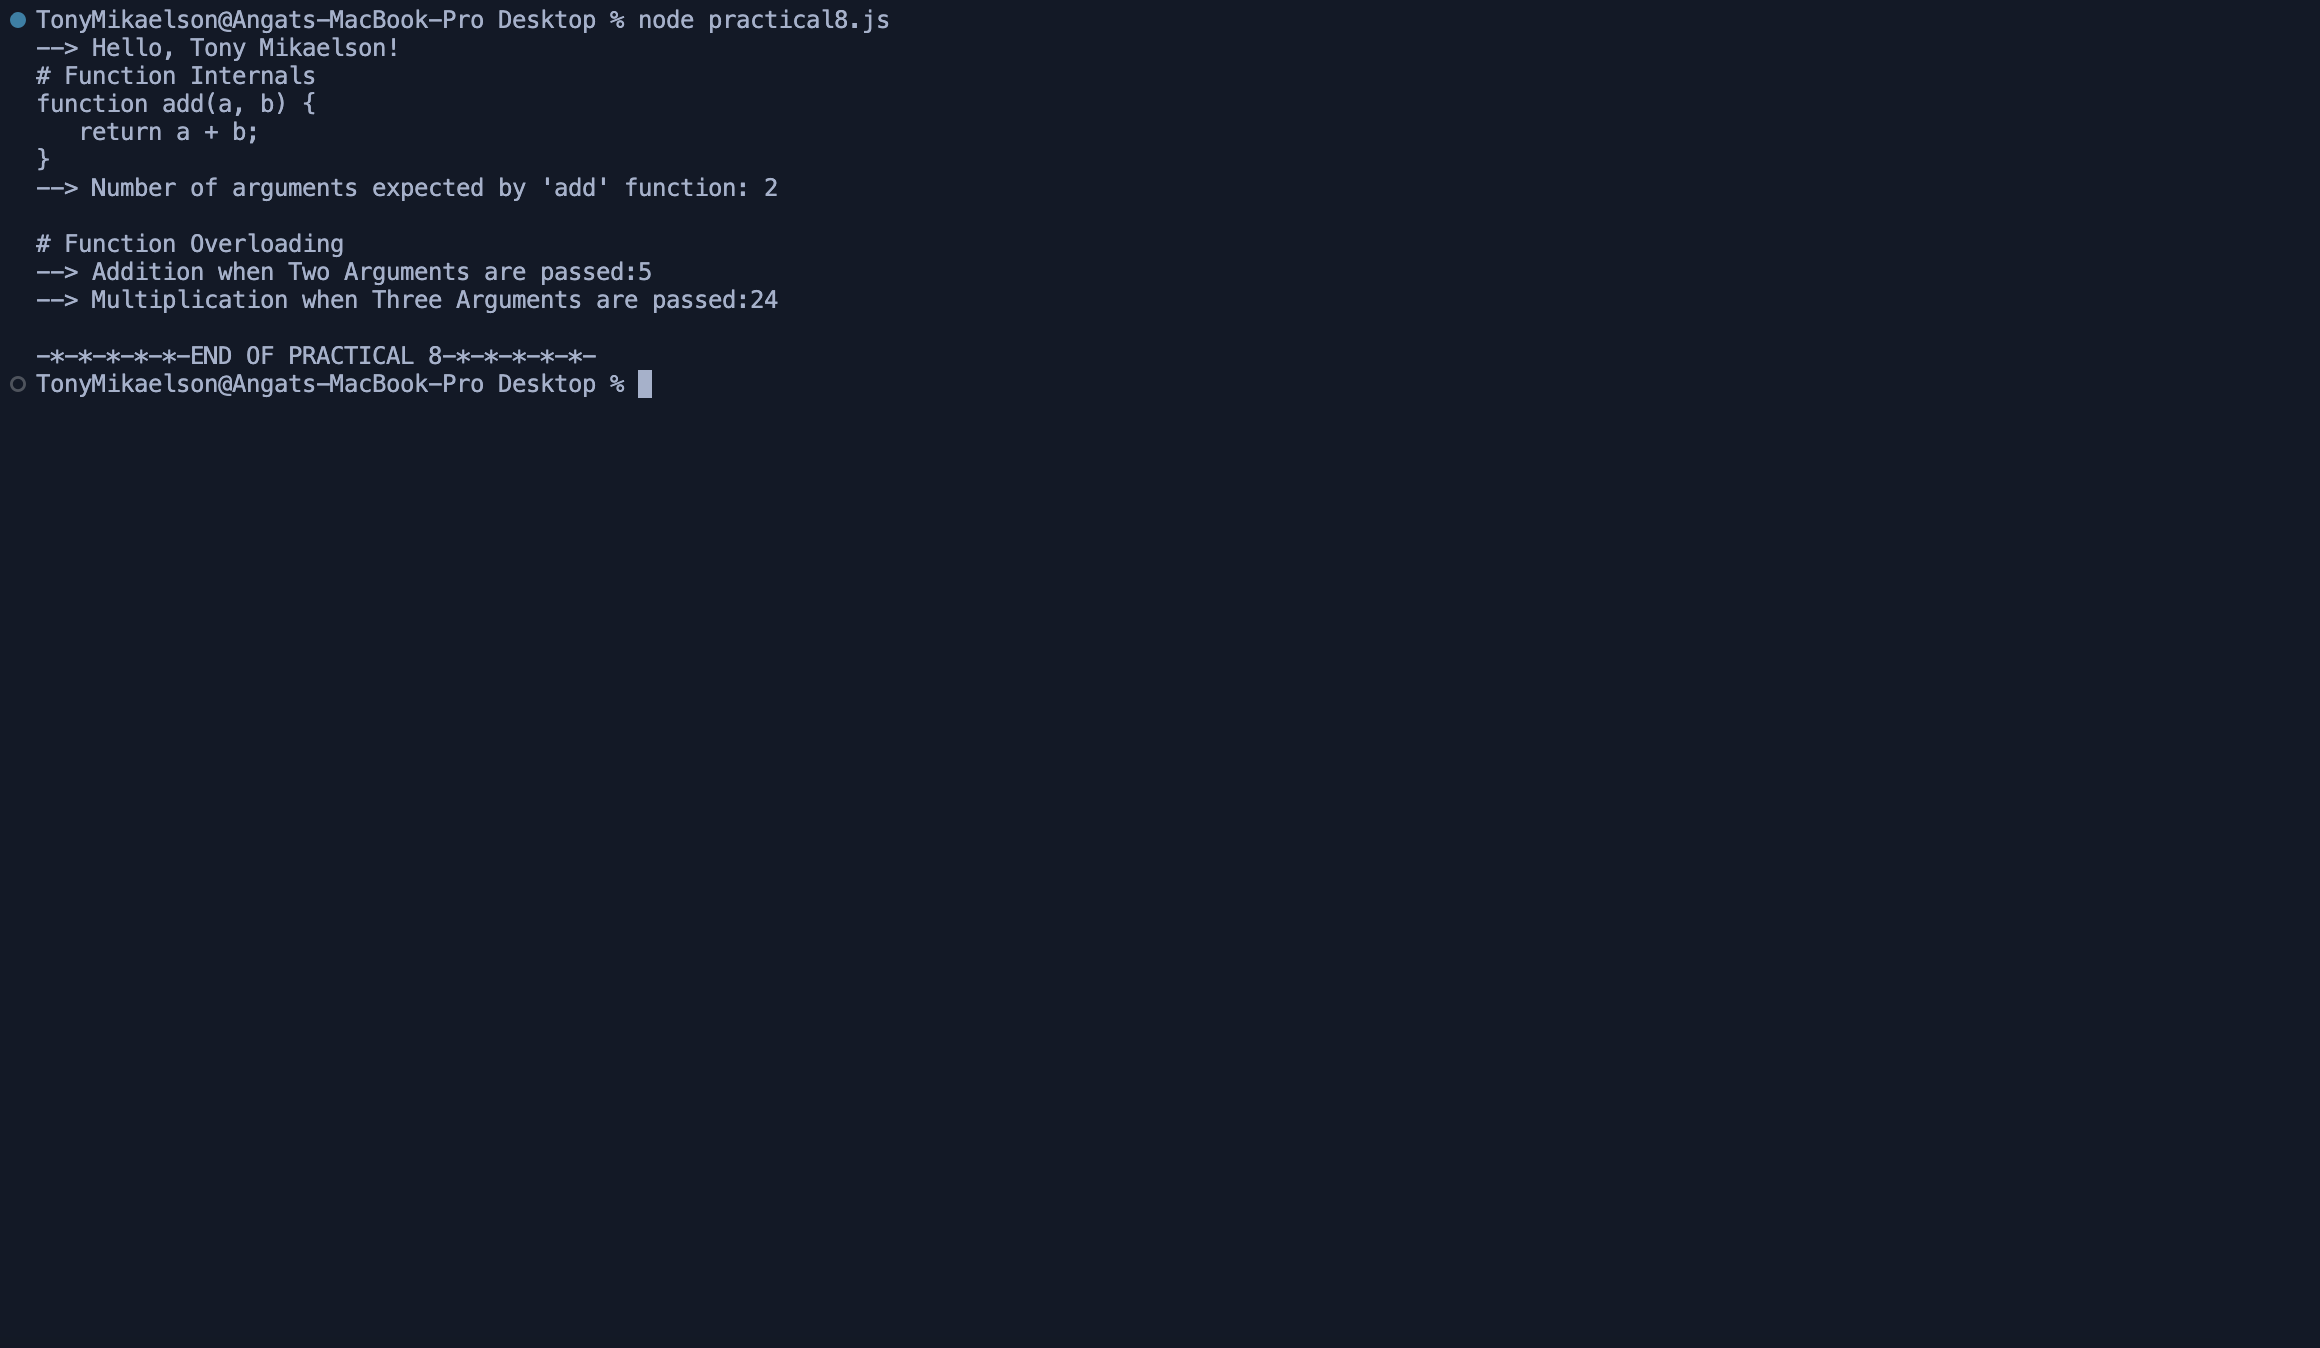 TonyMikaelson@Angats-MacBook-Pro Desktop % node practical8.js
--> Hello, Tony Mikaelson!
# Function Internals
function add(a, b) {
   return a + b;
}
--> Number of arguments expected by 'add' function: 2

# Function Overloading
--> Addition when Two Arguments are passed:5
--> Multiplication when Three Arguments are passed:24

-*-*-*-*-*-END OF PRACTICAL 8-*-*-*-*-*-
TonyMikaelson@Angats-MacBook-Pro Desktop %